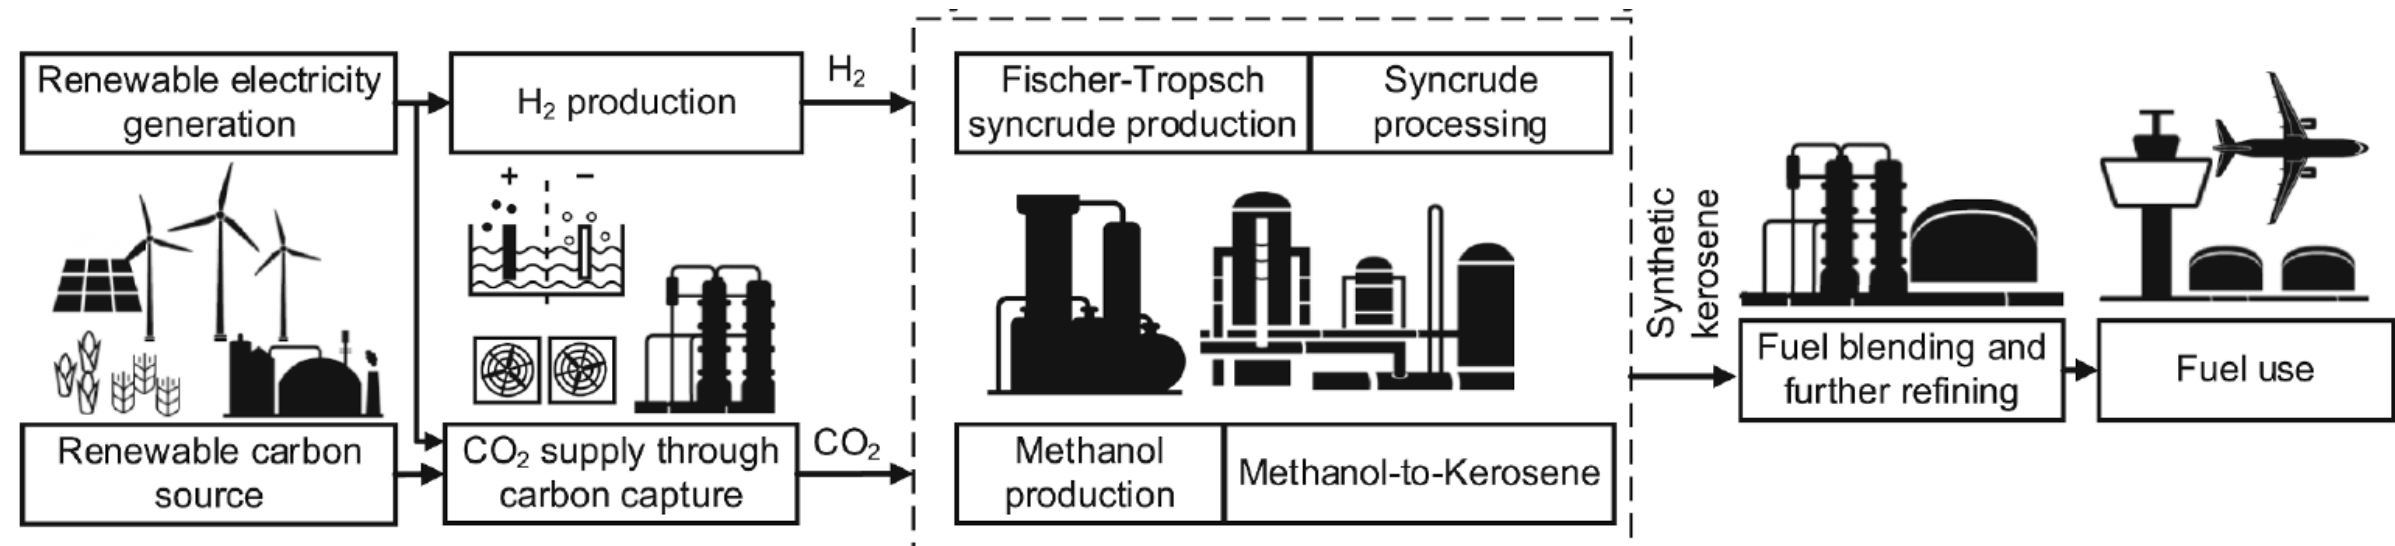 Renewable electricity
generation
H₂ production
H₂
Fischer-Tropsch
syncrude production
Syncrude
processing
+ −
Synthetic
kerosene
Fuel blending and
further refining
Fuel use
Renewable carbon
source
CO₂ supply through
carbon capture
CO₂
Methanol
production
Methanol-to-Kerosene